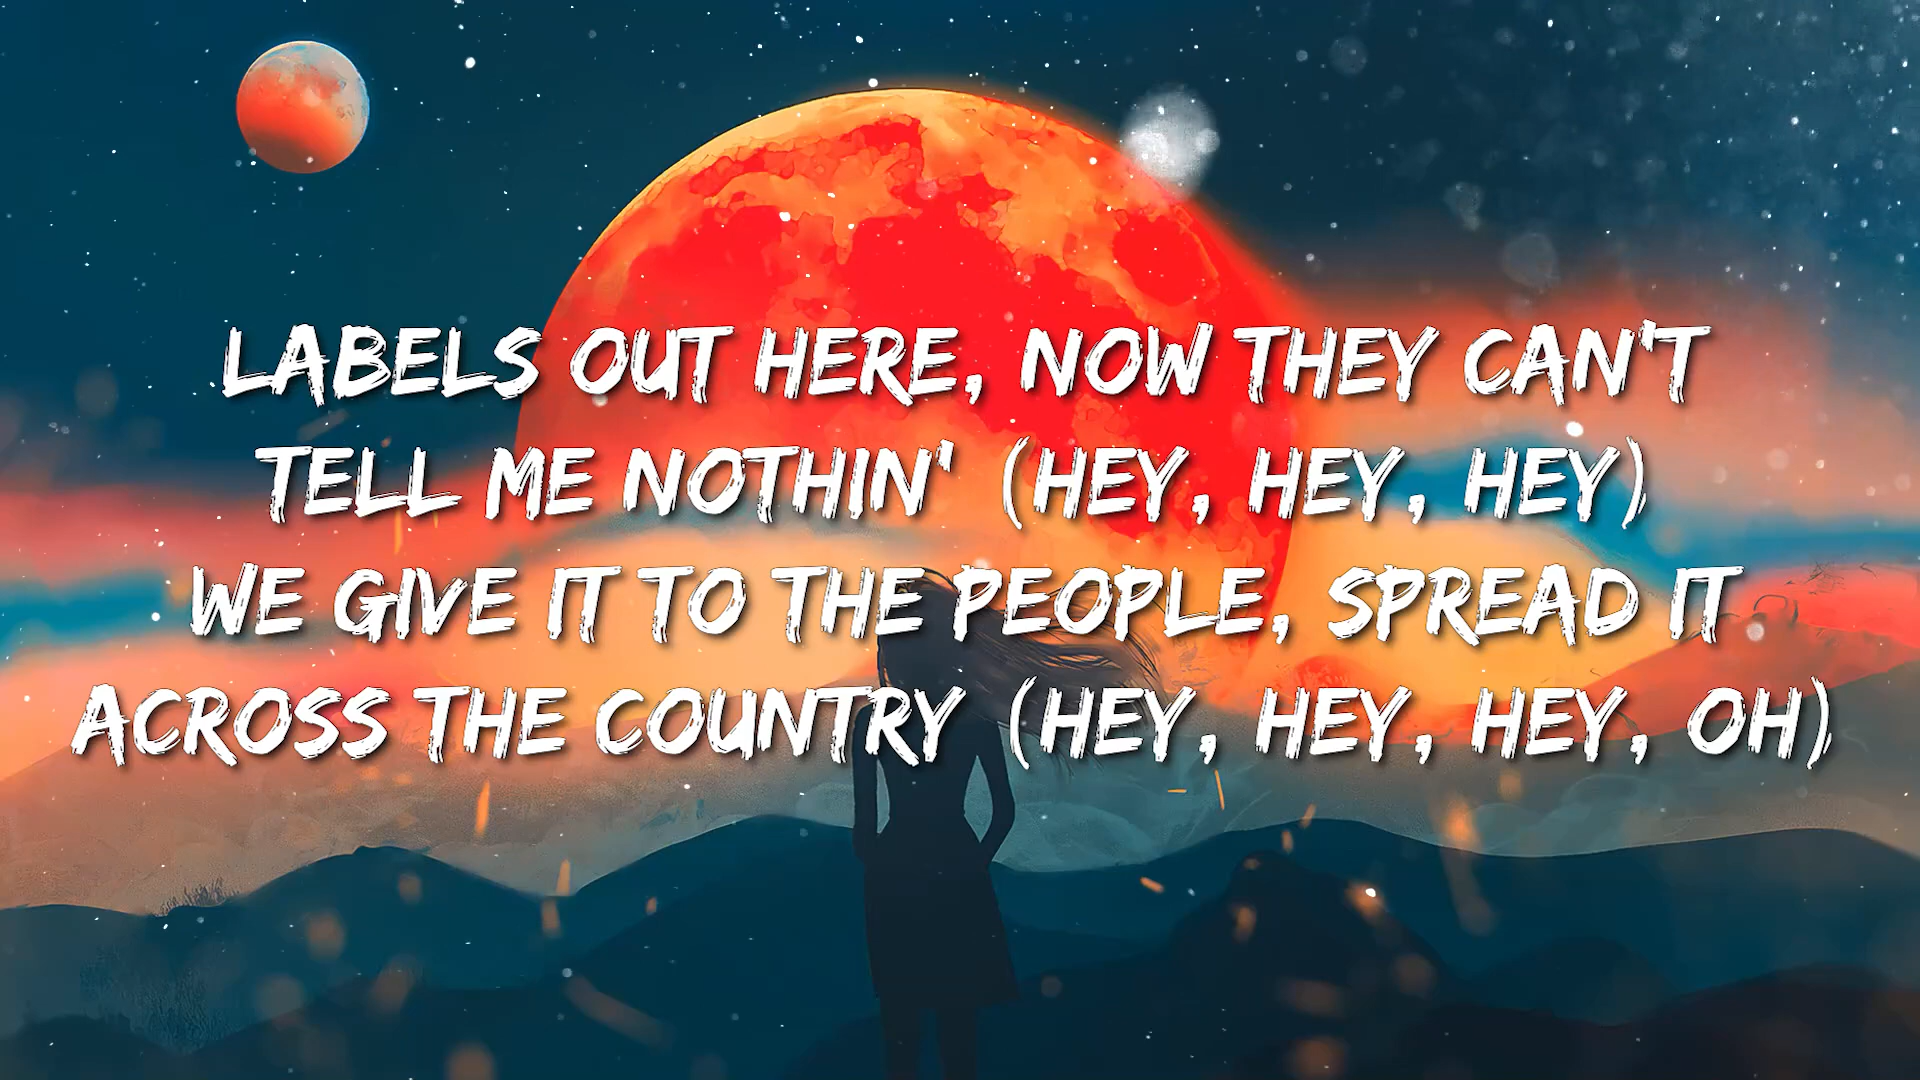 LABELS OUT HERE, NOW THEY CAN'T
TELL ME NOTHIN' (HEY, HEY, HEY)
WE GIVE IT TO THE PEOPLE, SPREAD IT
ACROSS THE COUNTRY (HEY, HEY, HEY, OH)